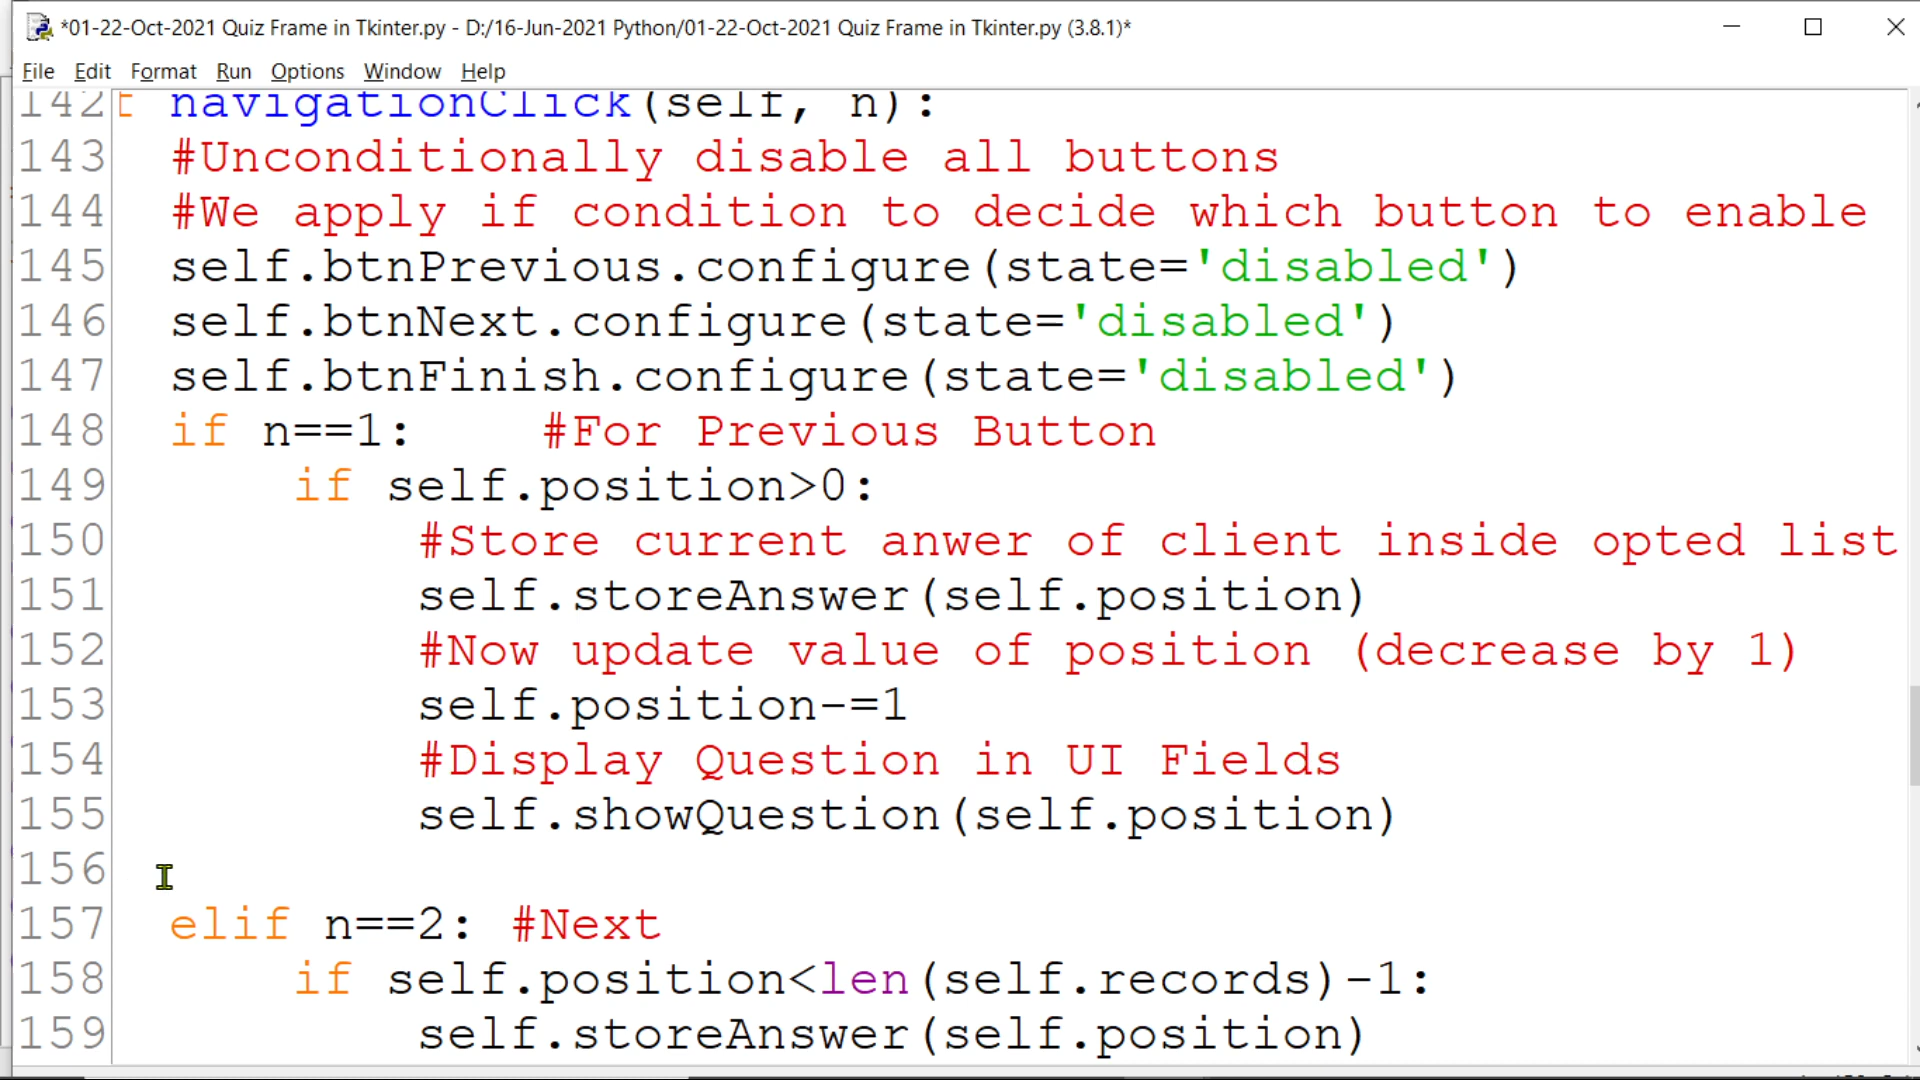 *01-22-Oct-2021 Quiz Frame in Tkinter.py - D:/16-Jun-2021 Python/01-22-Oct-2021 Quiz Frame in Tkinter.py (3.8.1)*
File Edit Format Run Options Window Help
142 navigationClick(self, n):
143 #Unconditionally disable all buttons
144 #We apply if condition to decide which button to enable
145 self.btnPrevious.configure(state='disabled')
146 self.btnNext.configure(state='disabled')
147 self.btnFinish.configure(state='disabled')
148 if n==1: #For Previous Button
149 if self.position>0:
150 #Store current anwer of client inside opted list
151 self.storeAnswer(self.position)
152 #Now update value of position (decrease by 1)
153 self.position-=1
154 #Display Question in UI Fields
155 self.showQuestion(self.position)
156
157 elif n==2: #Next
158 if self.position<len(self.records)-1:
159 self.storeAnswer(self.position)